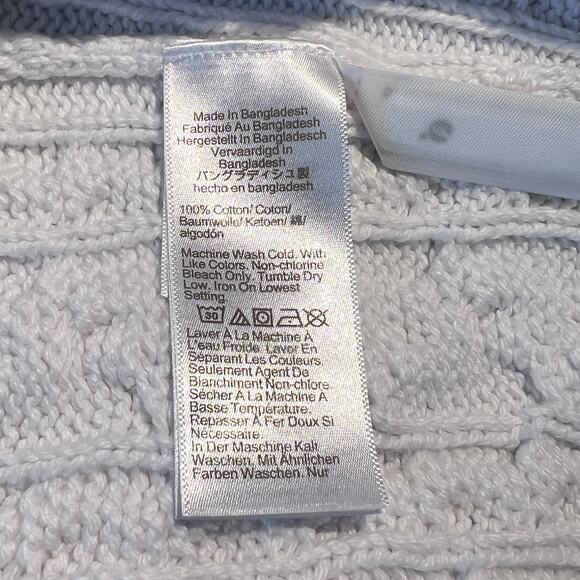 Made In Bangladesh
Fabriqué Au Bangladesh
Hergestellt In Bangladesch
Vervaardigd In
Bangladesh
バングラディシュ製
hecho en bangladesh
100% Cotton/ Coton/
Baumwolle/ Katoen/ 綿/
algodón
Machine Wash Cold. With
Like Colors. Non-chlorine
Bleach Only. Tumble Dry
Low. Iron On Lowest
Setting
30
Laver A La Machine A
L'eau Froide. Laver En
Séparant Les Couleurs.
Seulement Agent De
Blanchiment Non-chlore.
Sécher A La Machine A
Basse Température.
Repasser A Fer Doux Si
Nécessaire.
In Der Maschine Kalt
Waschen. Mit Ähnlichen
Farben Waschen. Nur